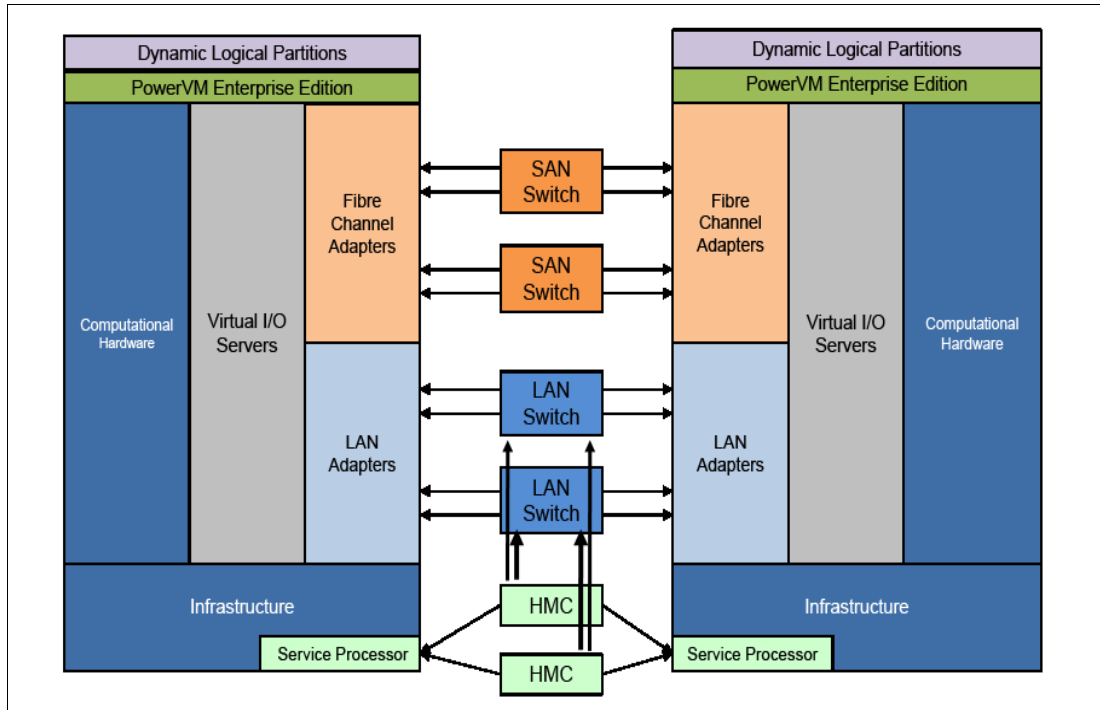 Dynamic Logical Partitions
PowerVM Enterprise Edition
Computational
Hardware
Virtual I/O
Servers
Fibre
Channel
Adapters
LAN
Adapters
Infrastructure
Service Processor
SAN
Switch
SAN
Switch
LAN
Switch
LAN
Switch
HMC
HMC
Dynamic Logical Partitions
PowerVM Enterprise Edition
Fibre
Channel
Adapters
LAN
Adapters
Virtual I/O
Servers
Computational
Hardware
Infrastructure
Service Processor